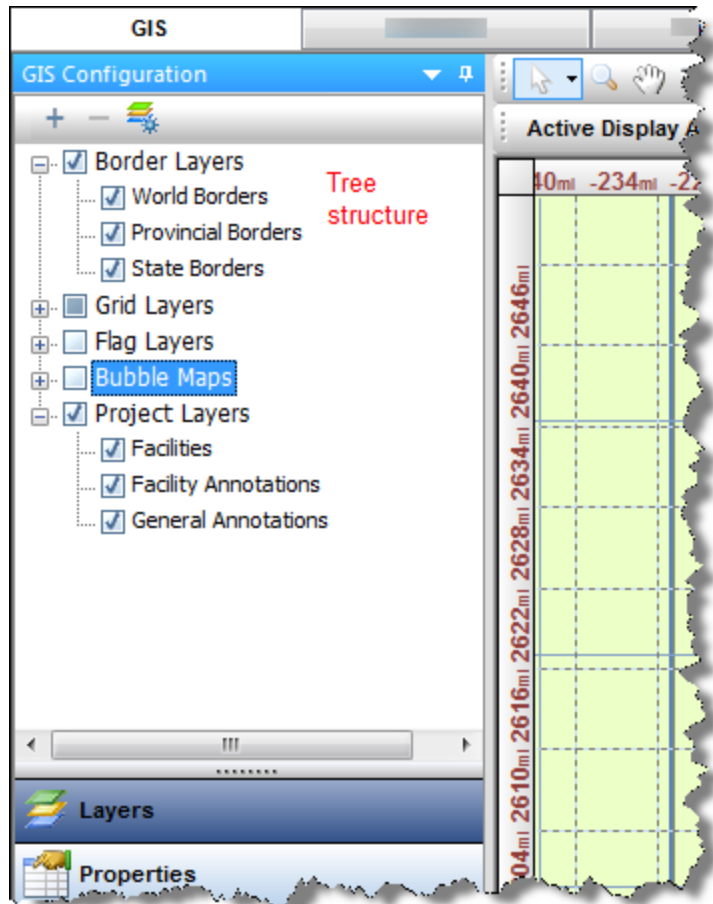 GIS
GIS Configuration
Active Display A
Border Layers
World Borders
Provincial Borders
State Borders
Tree
structure
Grid Layers
Flag Layers
Bubble Maps
Project Layers
Facilities
Facility Annotations
General Annotations
Layers
Properties
40mi -234mi -22
2646mi
2640mi
2634mi
2628mi
2622mi
2616mi
2610mi
04mi